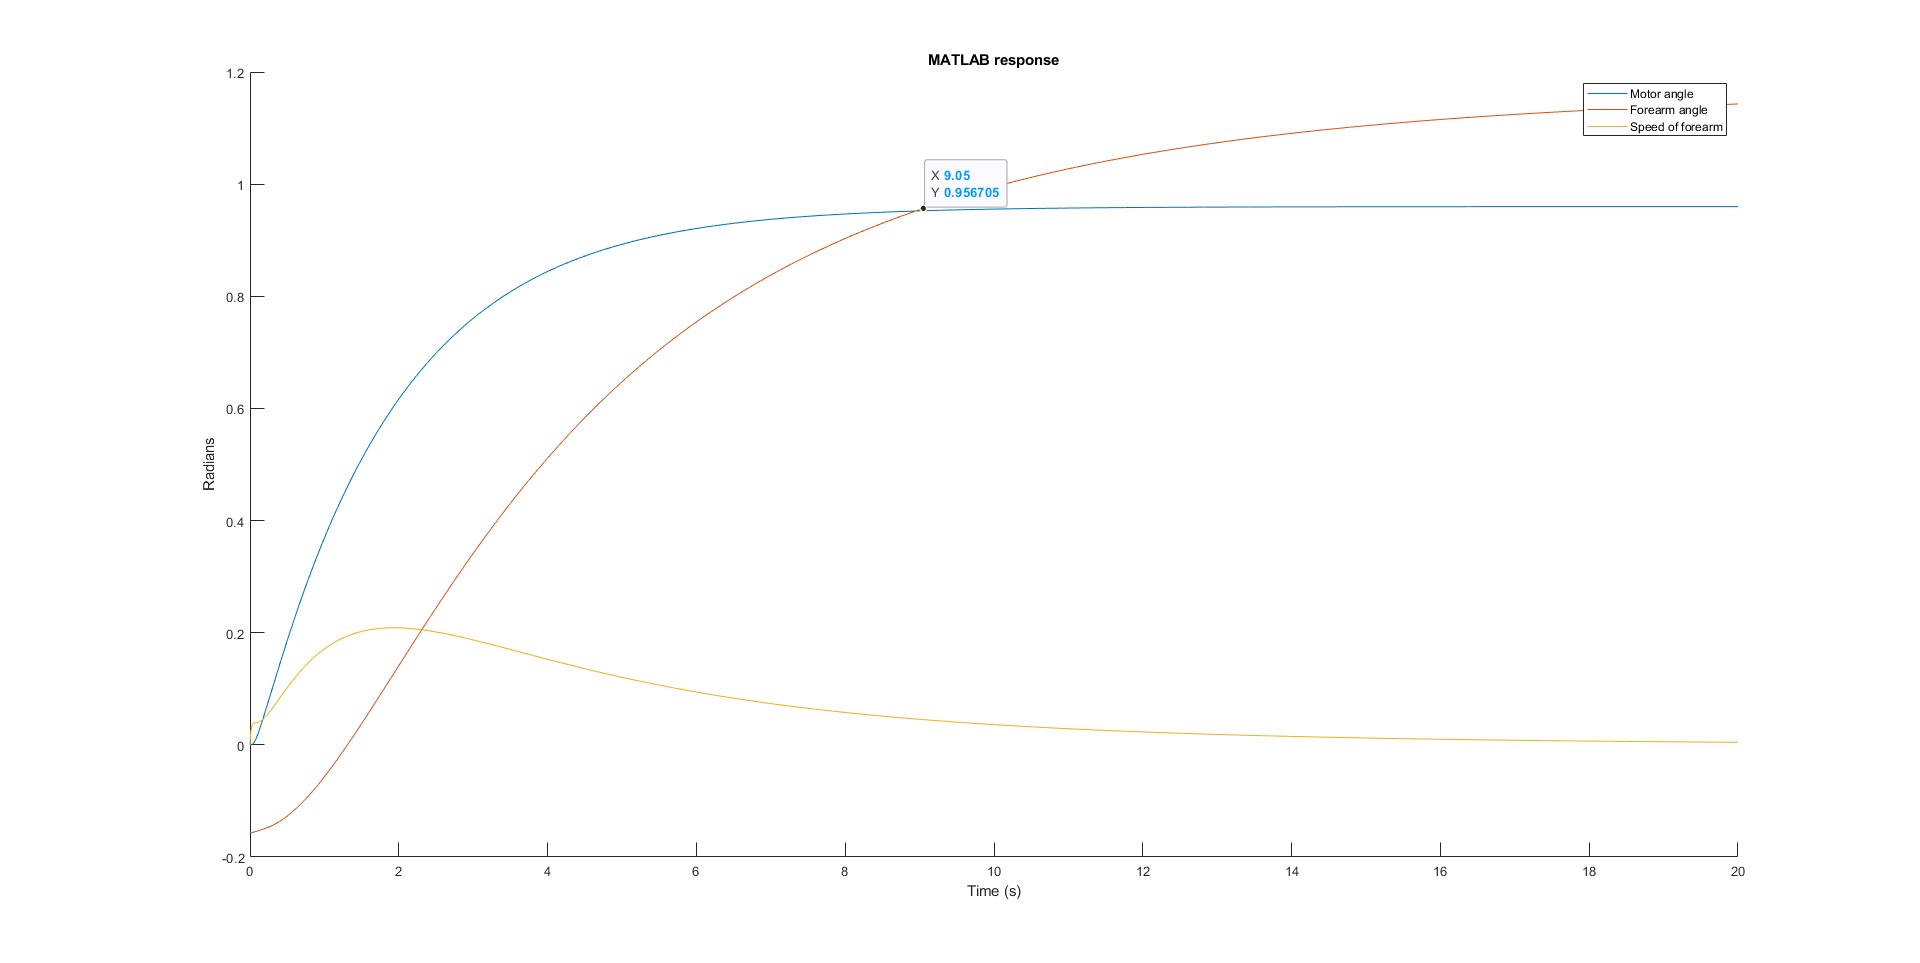 MATLAB response
1.2
1
0.8
0.6
0.4
0.2
0
-0.2
Radians
Motor angle
Forearm angle
Speed of forearm
X 9.05
Y 0.956705
0 2 4 6 8 10 12 14 16 18 20
Time (s)